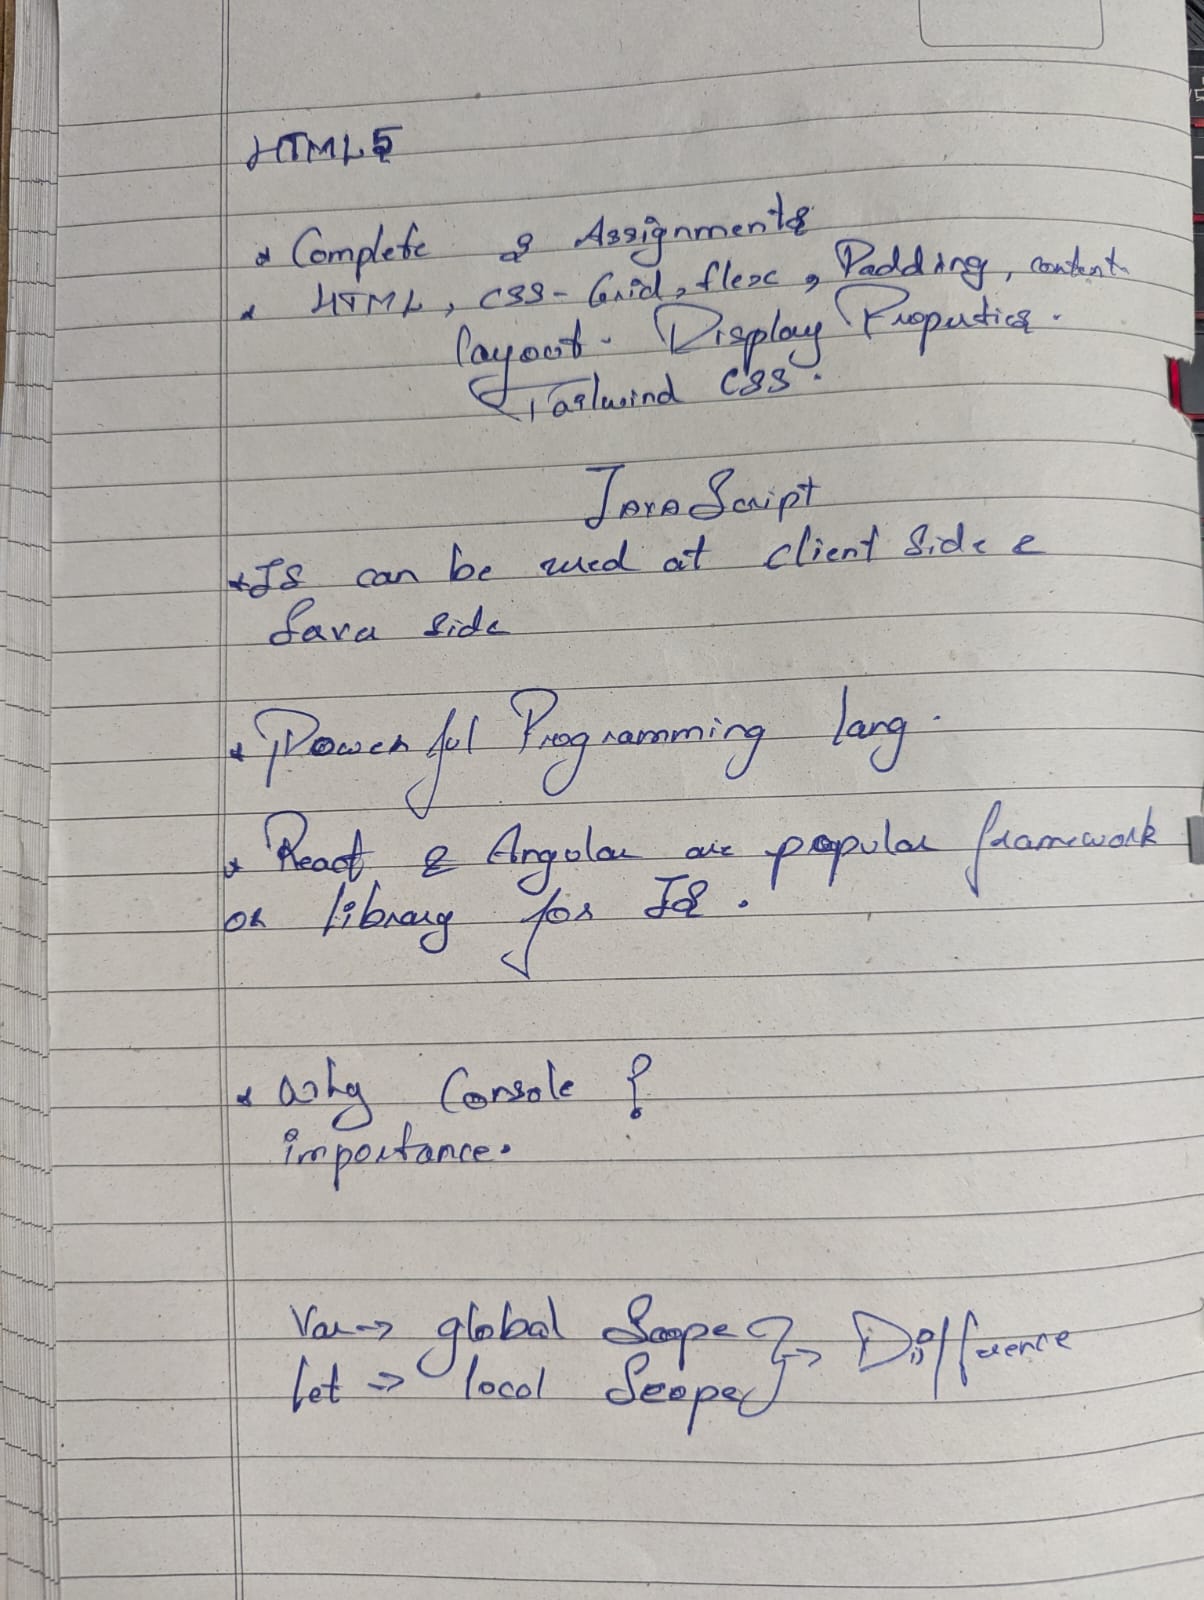 HTML5
* Complete 2 Assignments
* HTML, CSS - Grid, flex, Padding, content
layout. Display Properties.
Tailwind CSS.
JavaScript
* JS can be used at client side &
Sarva side
* Powerful Programming lang.
* React & Angular are popular framework
or library for JS.
* Why Console ?
importance.
Var → global Scope } → Difference
let → local Scope